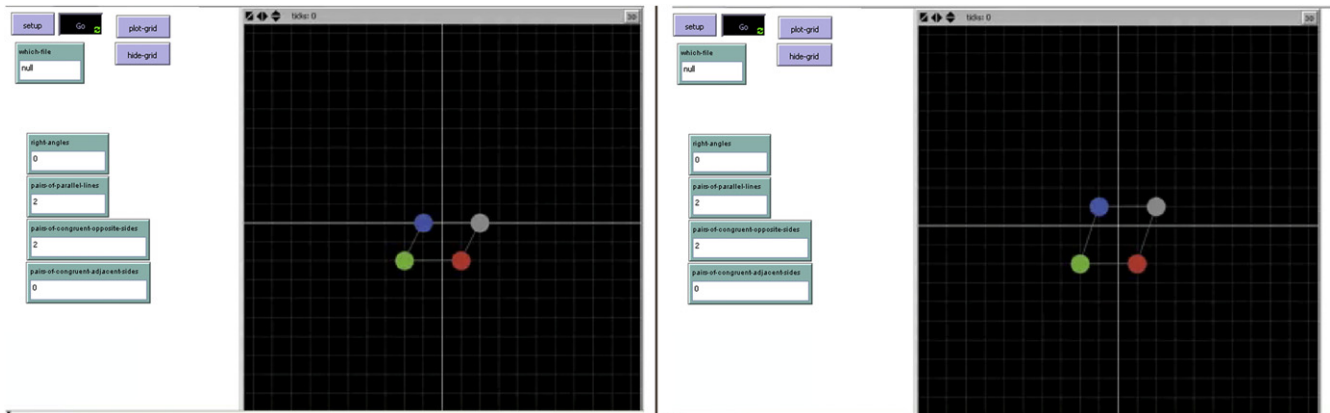 setup Go plot-grid
which-file
null
hide-grid
right-angles
0
pairs-of-parallel-lines
2
pairs-of-congruent-opposite-sides
2
pairs-of-congruent-adjacent-sides
0
ticks: 0 3D
setup Go plot-grid
which-file
null
hide-grid
right-angles
0
pairs-of-parallel-lines
2
pairs-of-congruent-opposite-sides
2
pairs-of-congruent-adjacent-sides
0
ticks: 0 3D